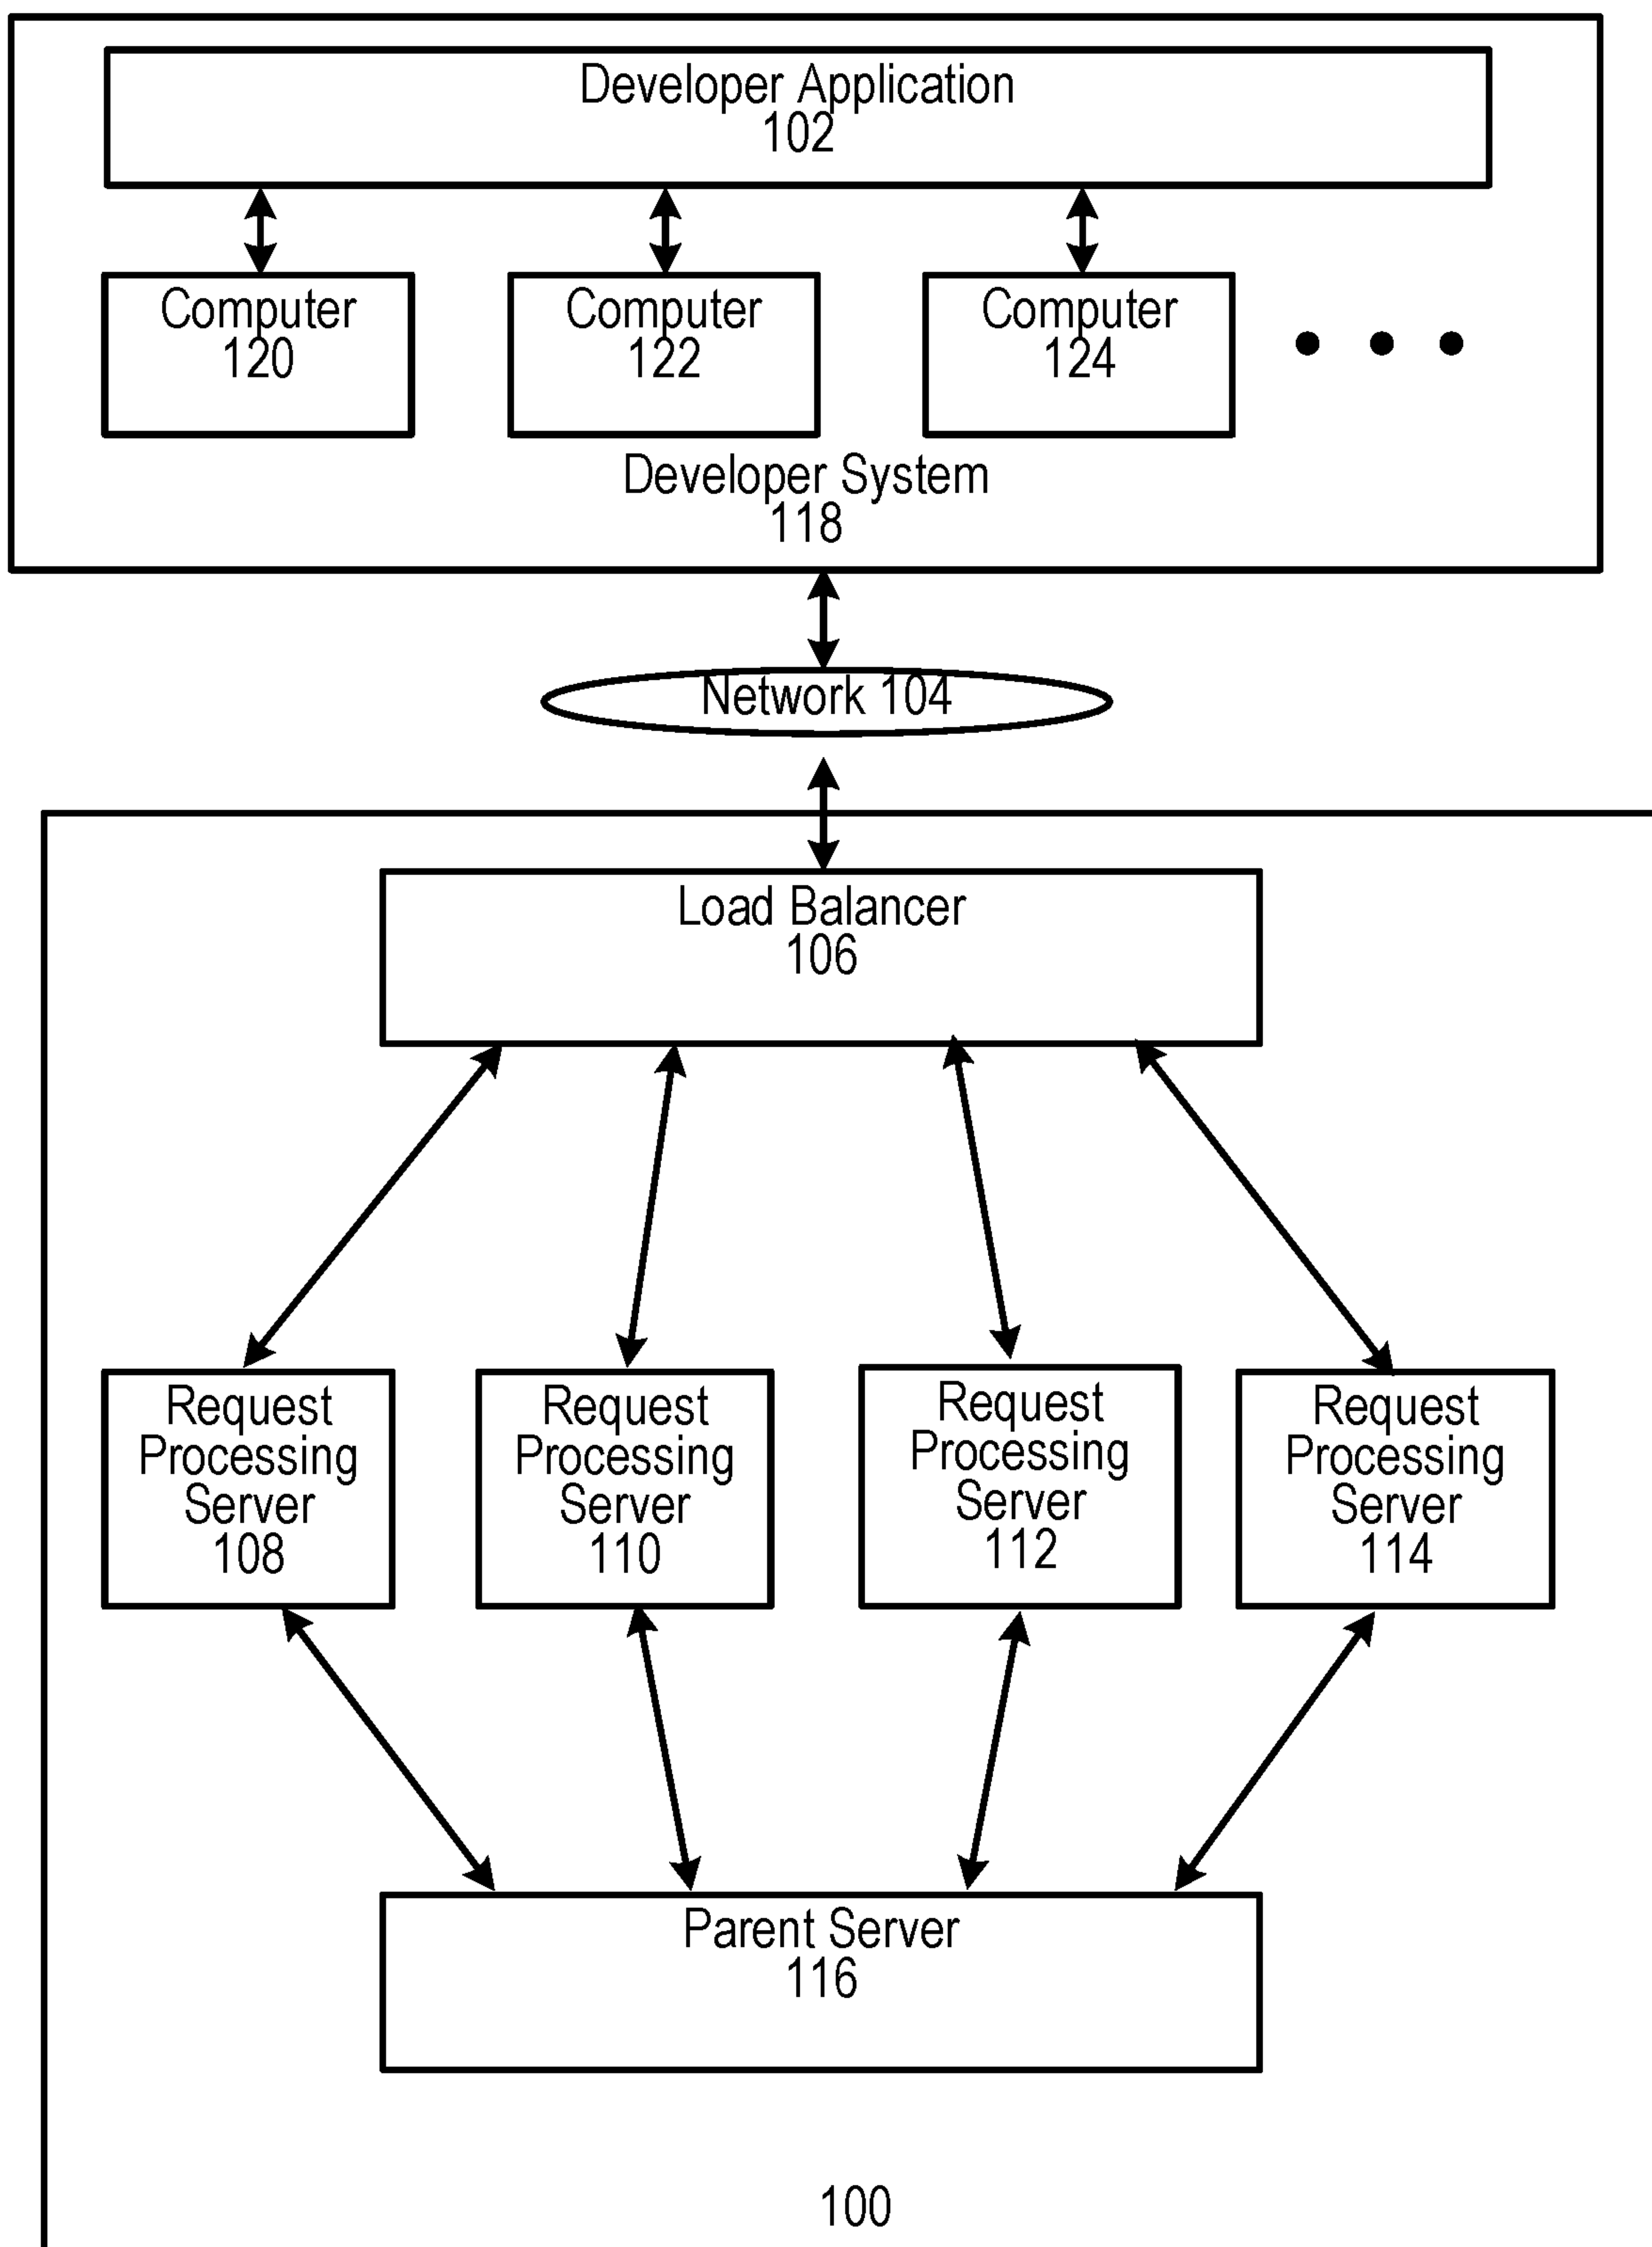 Developer Application
102
Computer
120
Computer
122
Computer
124
Developer System
118
Network 104
Load Balancer
106
Request
Processing
Server
108
Request
Processing
Server
110
Request
Processing
Server
112
Request
Processing
Server
114
Parent Server
116
100